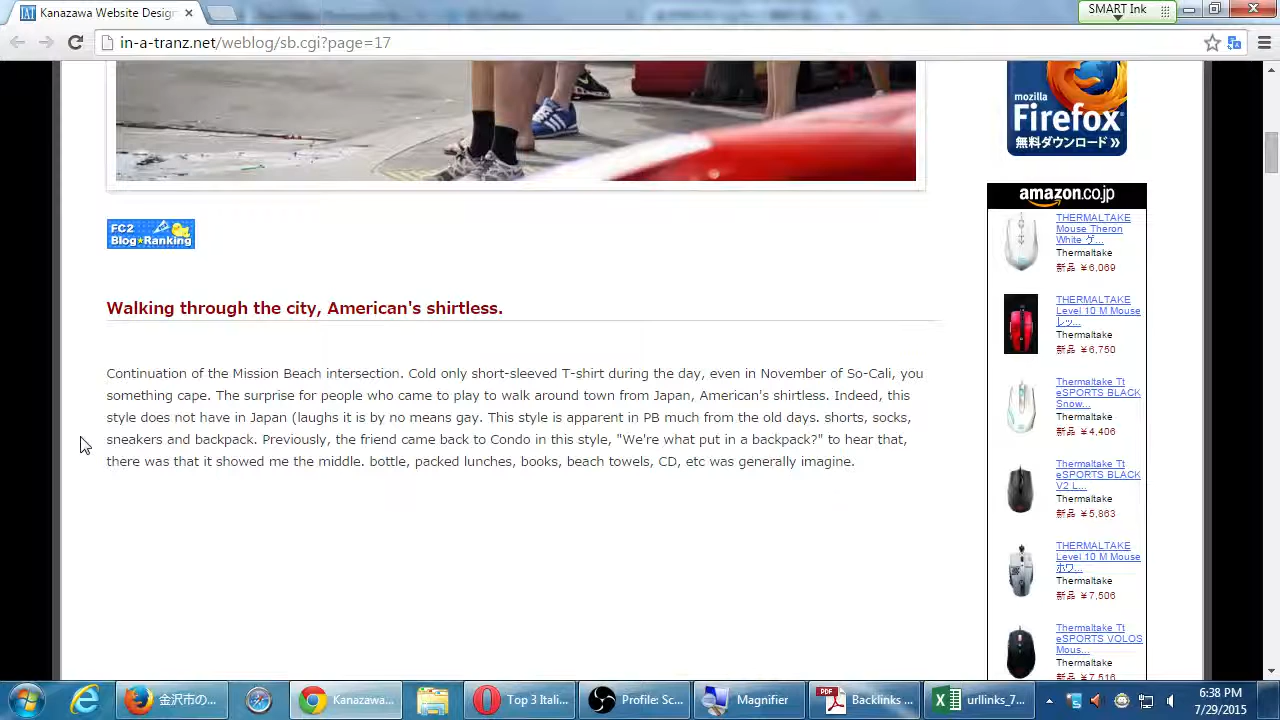 Kanazawa Website Design
SMART Ink
in-a-tranz.net/weblog/sb.cgi?page=17
mozilla
Firefox
無料ダウンロード
amazon.co.jp
FC2
Blog★Ranking
THERMALTAKE
Mouse Theron
White ゲ...
Thermaltake
新品 ￥6,069
Walking through the city, American's shirtless.
THERMALTAKE
Level 10 M Mouse
レッ...
Thermaltake
新品 ￥6,750
Continuation of the Mission Beach intersection. Cold only short-sleeved T-shirt during the day, even in November of So-Cali, you
something cape. The surprise for people who came to play to walk around town from Japan, American's shirtless. Indeed, this
style does not have in Japan (laughs it by no means gay. This style is apparent in PB much from the old days. shorts, socks,
sneakers and backpack. Previously, the friend came back to Condo in this style, "We're what put in a backpack?" to hear that,
there was that it showed me the middle. bottle, packed lunches, books, beach towels, CD, etc was generally imagine.
Thermaltake Tt
eSPORTS BLACK
Snow...
Thermaltake
新品 ￥4,406
Thermaltake Tt
eSPORTS BLACK
V2 L...
Thermaltake
新品 ￥5,863
THERMALTAKE
Level 10 M Mouse
ホワ...
Thermaltake
新品 ￥7,506
Thermaltake Tt
eSPORTS VOLOS
Mous...
Thermaltake
新品 ￥7,516
金沢市の...
Kanazawa...
Top 3 Itali...
Profile: Sc...
Magnifier
PDF
Backlinks ...
urllinks_7...
6:38 PM
7/29/2015